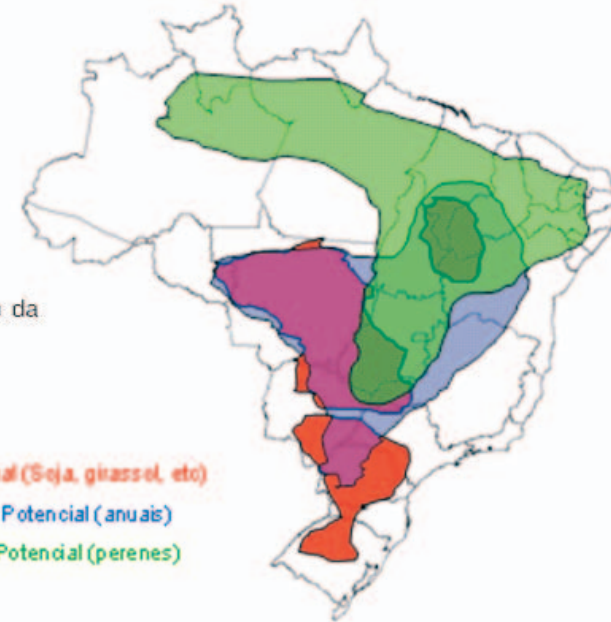 da
al (Soja, girassol, etc)
Potencial (anuais)
Potencial (perenes)